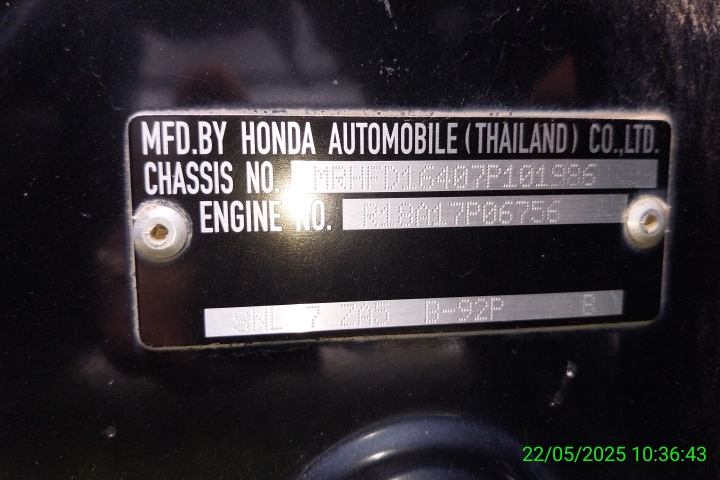 MFD.BY HONDA AUTOMOBILE (THAILAND) CO.,LTD.
CHASSIS NO. MRHFD16407P101986
ENGINE NO. R18A17P06756
SNL 7 ZA5 B-92P B
22/05/2025 10:36:43